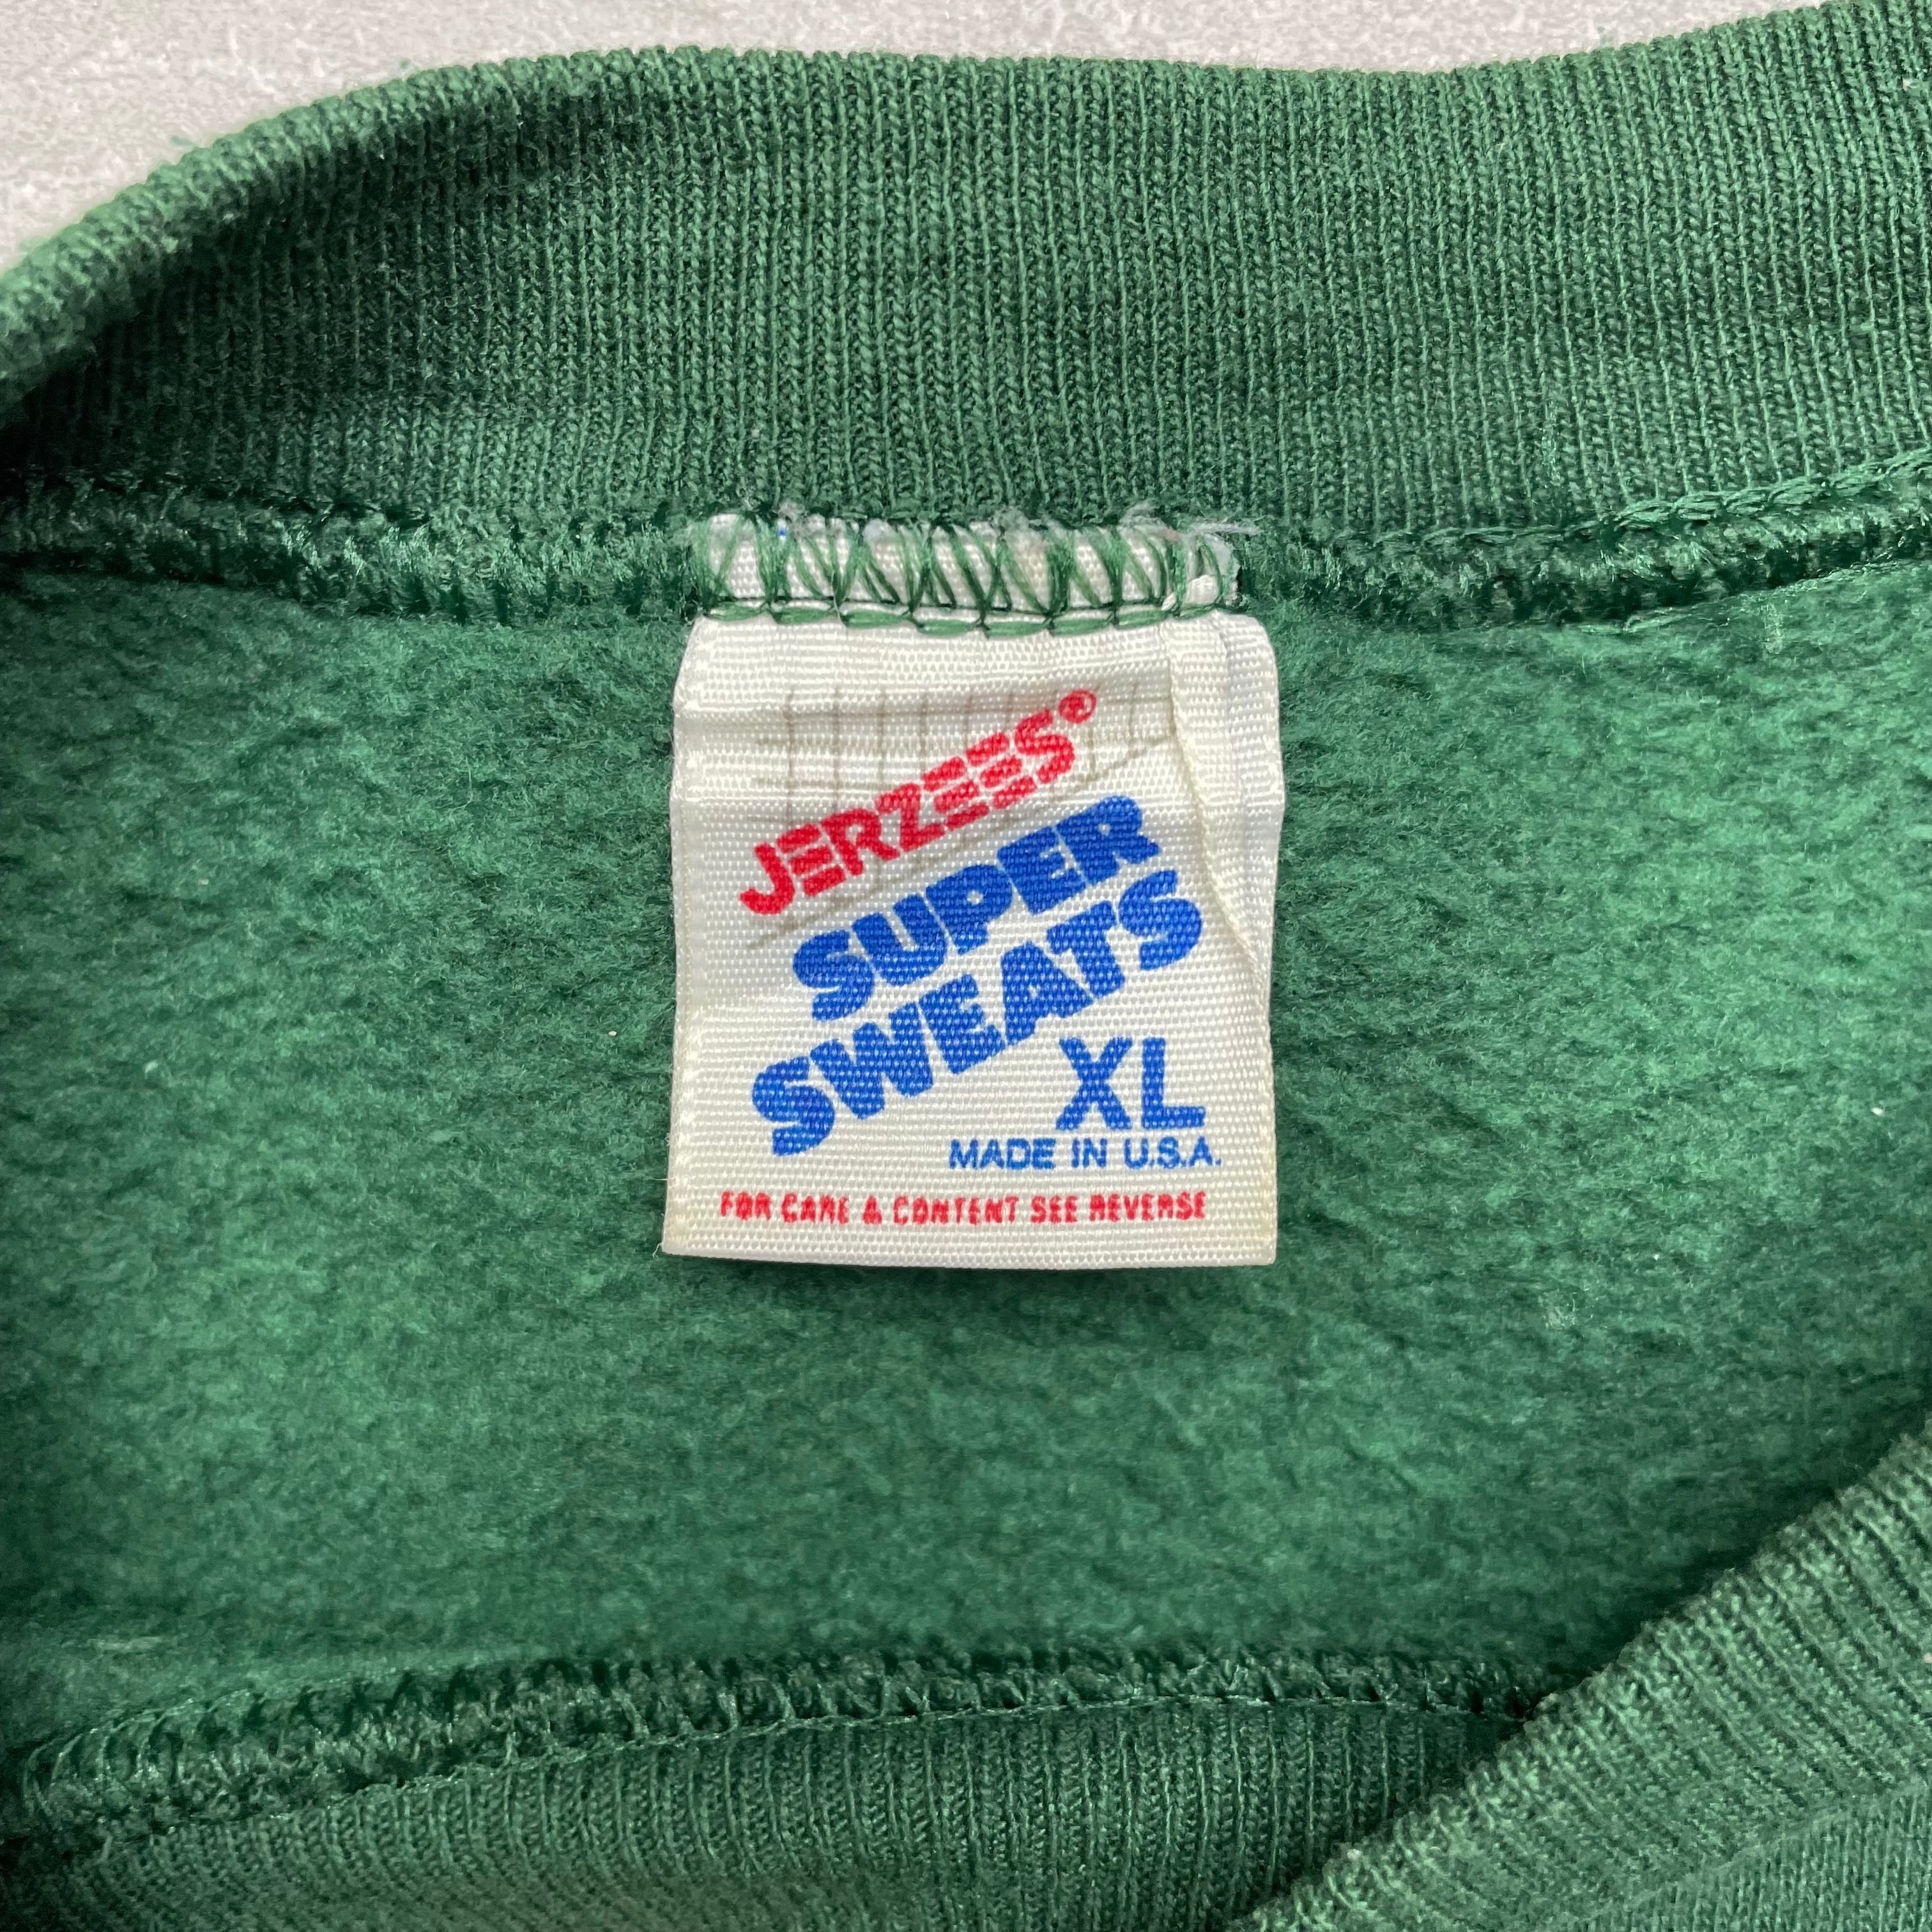 JERZEES®
SUPER
SWEATS
XL
MADE IN U.S.A.
FOR CARE & CONTENT SEE REVERSE